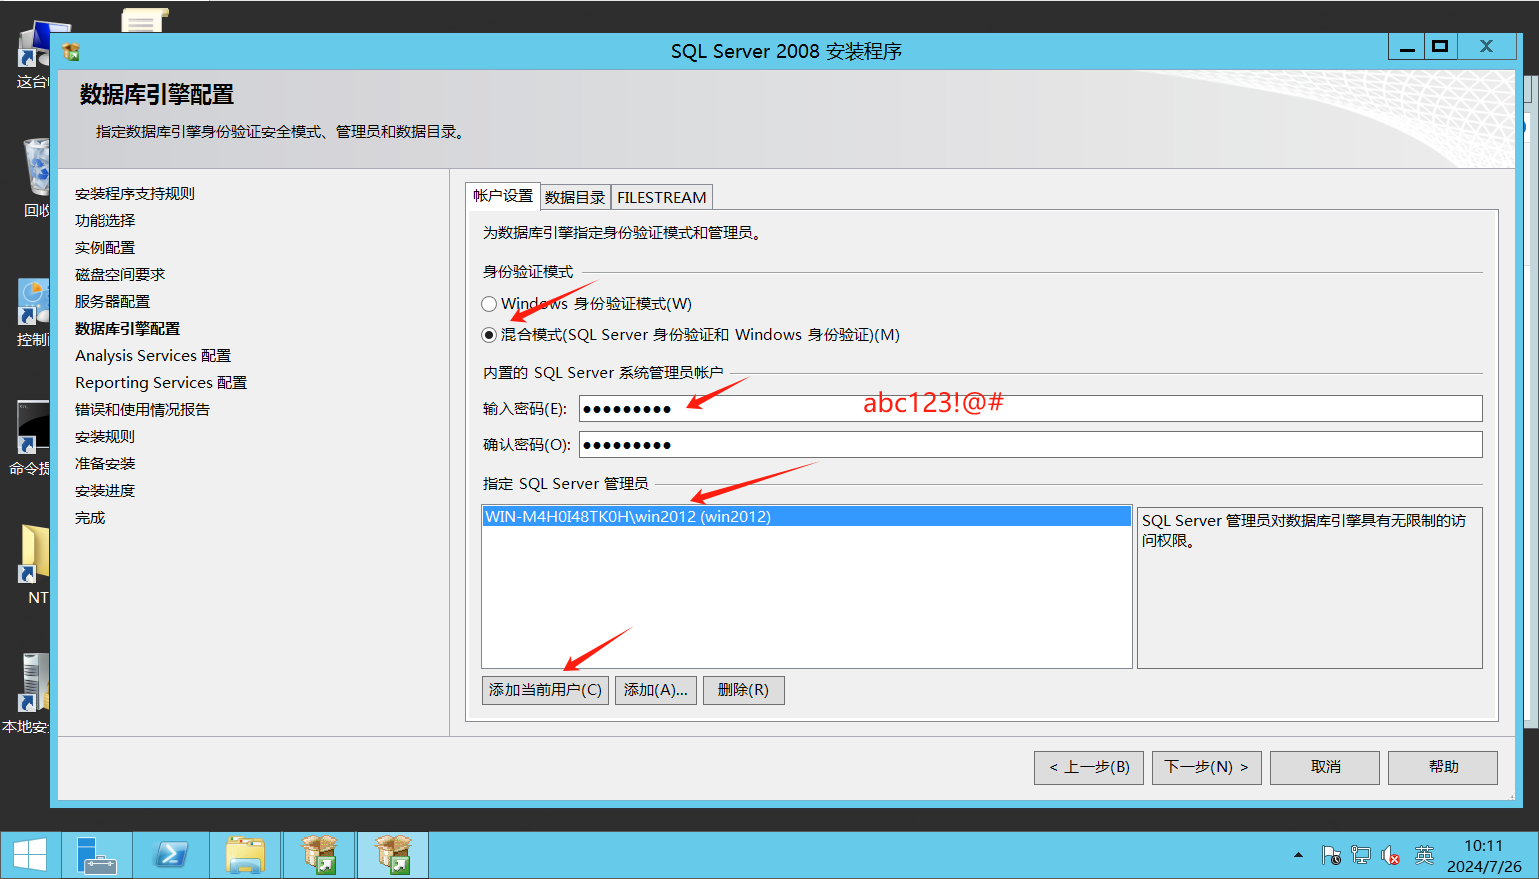 SQL Server 2008 安装程序
这台
数据库引擎配置
指定数据库引擎身份验证安全模式、管理员和数据目录。
回收
控制
命令提
NT
本地安
安装程序支持规则
功能选择
实例配置
磁盘空间要求
服务器配置
数据库引擎配置
Analysis Services 配置
Reporting Services 配置
错误和使用情况报告
安装规则
准备安装
安装进度
完成
帐户设置 数据目录 FILESTREAM
为数据库引擎指定身份验证模式和管理员。
身份验证模式
Windows 身份验证模式(W)
混合模式(SQL Server 身份验证和 Windows 身份验证)(M)
内置的 SQL Server 系统管理员帐户
输入密码(E): ●●●●●●●●●
abc123!@#
确认密码(O): ●●●●●●●●●
指定 SQL Server 管理员
WIN-M4H0I48TK0H\win2012 (win2012)
SQL Server 管理员对数据库引擎具有无限制的访
问权限。
添加当前用户(C) 添加(A)... 删除(R)
< 上一步(B) 下一步(N) > 取消 帮助
英
10:11
2024/7/26